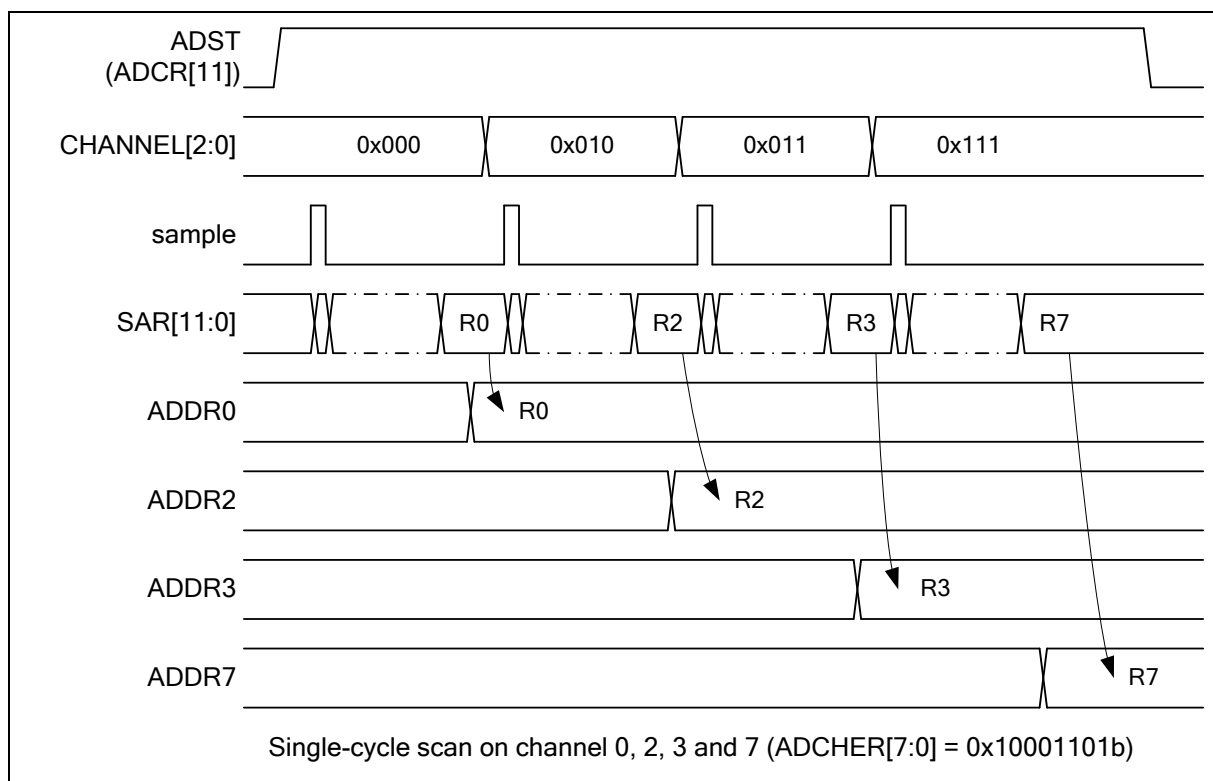 ADST
(ADCR[11])
CHANNEL[2:0] 0x000 0x010 0x011 0x111
sample
SAR[11:0] R0 R2 R3 R7
ADDR0 R0
ADDR2 R2
ADDR3 R3
ADDR7 R7
Single-cycle scan on channel 0, 2, 3 and 7 (ADCHER[7:0] = 0x10001101b)